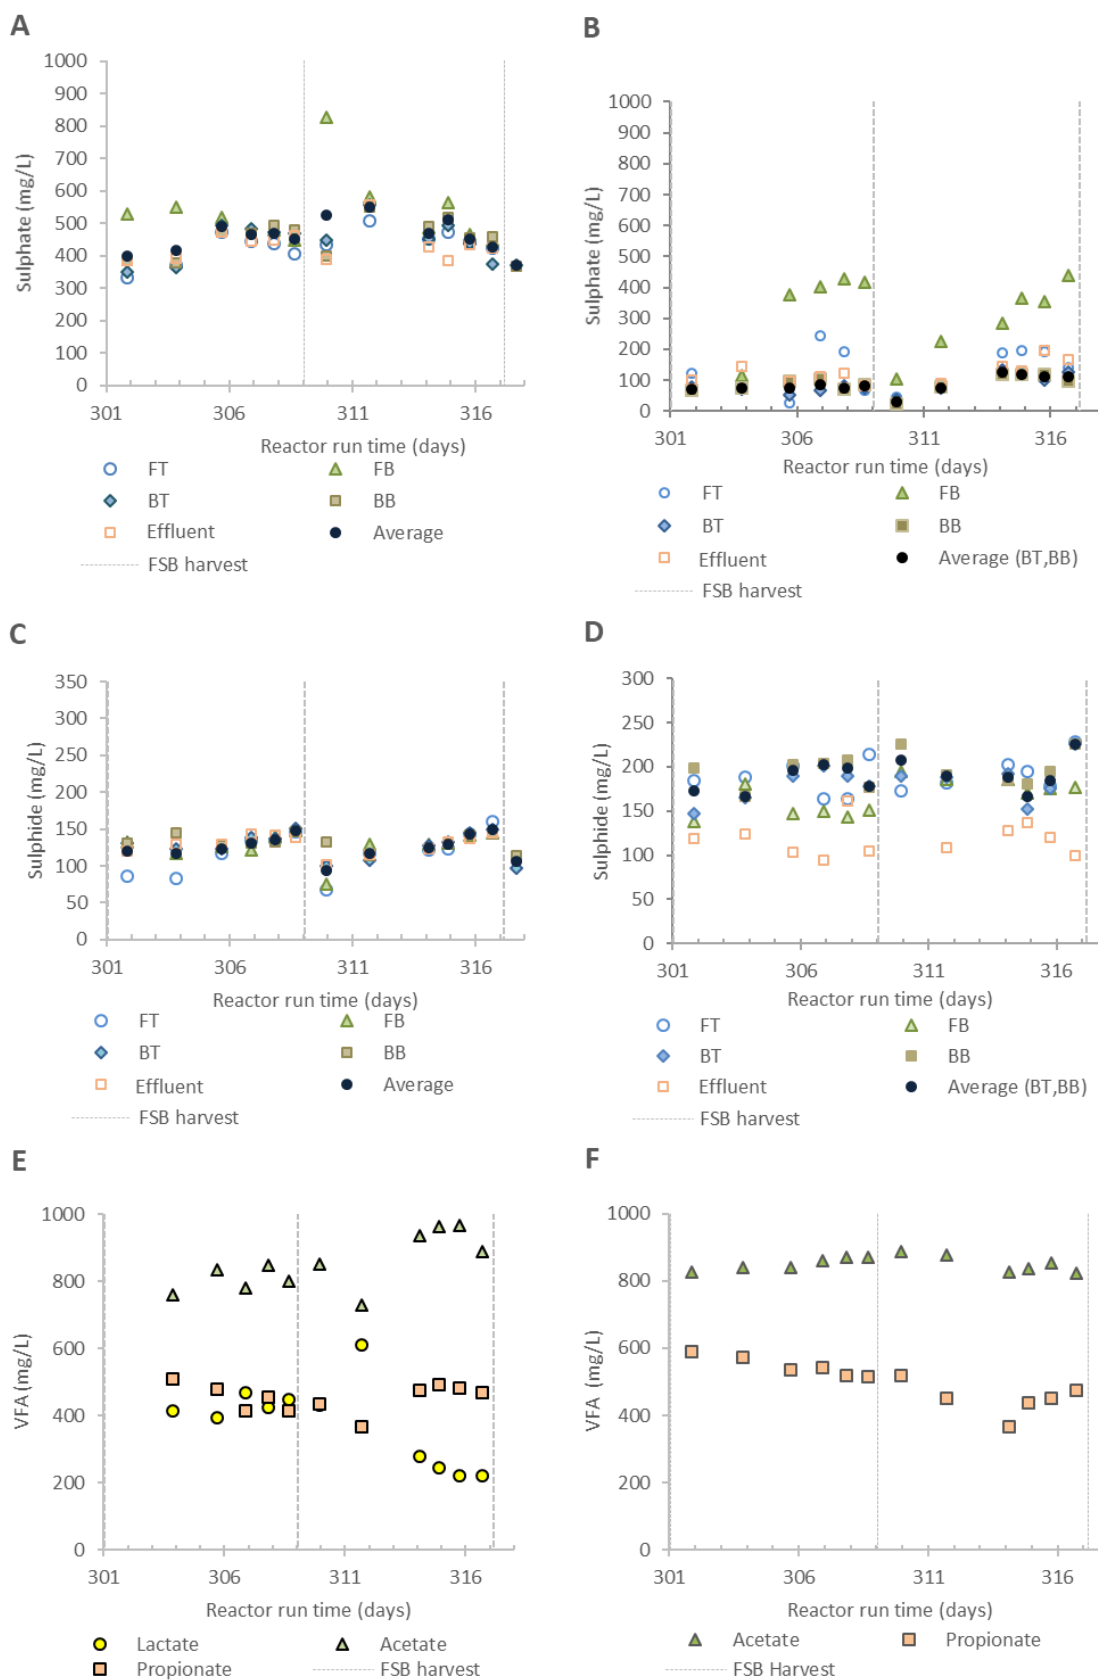 A
1000
900
800
700
600
500
400
300
200
100
0
Sulphate (mg/L)
301 306 311 316
Reactor run time (days)
FT FB
BT BB
Effluent Average
FSB harvest
B
1000
900
800
700
600
500
400
300
200
100
0
Sulphate (mg/L)
301 306 311 316
Reactor run time (days)
FT FB
BT BB
Effluent Average (BT,BB)
FSB harvest
C
350
300
250
200
150
100
50
0
Sulphide (mg/L)
301 306 311 316
Reactor run time (days)
FT FB
BT BB
Effluent Average
FSB harvest
D
300
250
200
150
100
50
0
Sulphide (mg/L)
301 306 311 316
Reactor run time (days)
FT FB
BT BB
Effluent Average (BT,BB)
FSB harvest
E
1000
800
600
400
200
0
VFA (mg/L)
301 306 311 316
Reactor run time (days)
Lactate Acetate
Propionate FSB harvest
F
1000
800
600
400
200
0
VFA (mg/L)
301 306 311 316
Reactor run time (days)
Acetate Propionate
FSB Harvest